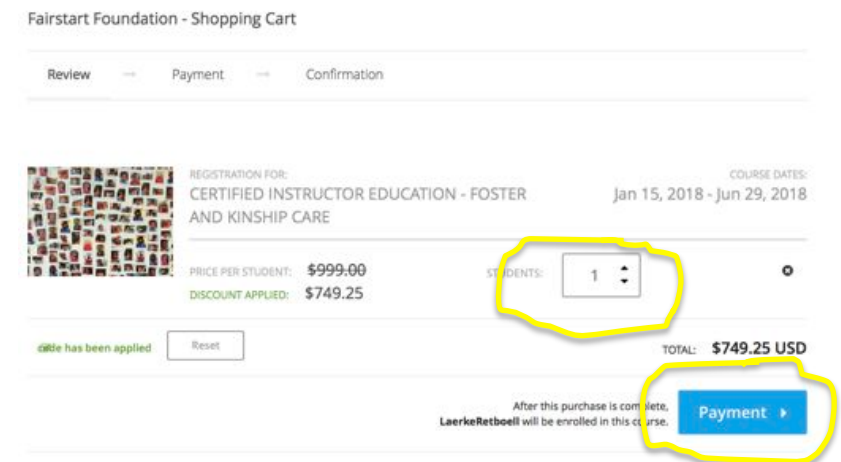 Fairstart Foundation - Shopping Cart
Review → Payment → Confirmation
REGISTRATION FOR:
CERTIFIED INSTRUCTOR EDUCATION - FOSTER
AND KINSHIP CARE
COURSE DATES:
Jan 15, 2018 - Jun 29, 2018
PRICE PER STUDENT: $999.00
DISCOUNT APPLIED: $749.25
STUDENTS: 1
has been applied
Reset
TOTAL: $749.25 USD
After this purchase is complete,
LaerkeRetboell will be enrolled in this course.
Payment